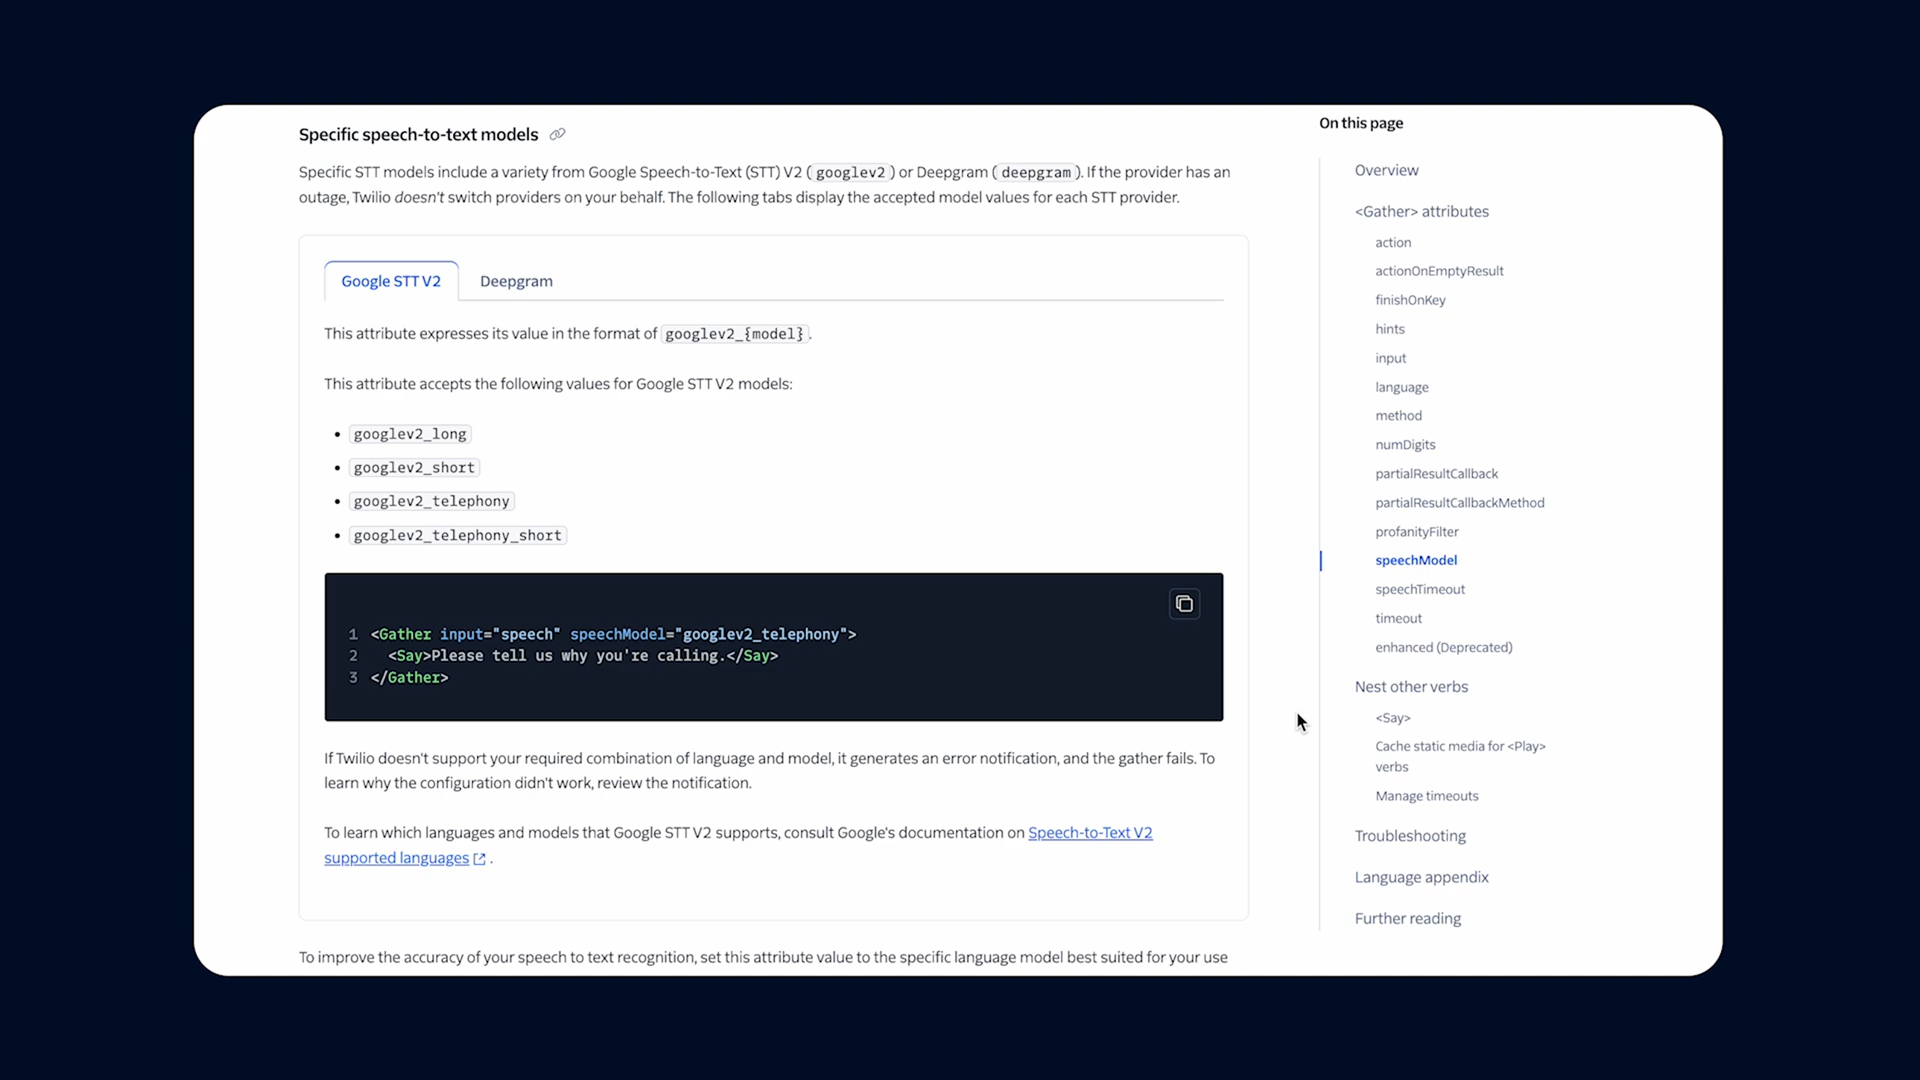 Specific speech-to-text models
Specific STT models include a variety from Google Speech-to-Text (STT) V2 ( googlev2 ) or Deepgram ( deepgram ). If the provider has an
outage, Twilio doesn't switch providers on your behalf. The following tabs display the accepted model values for each STT provider.
Google STT V2
Deepgram
This attribute expresses its value in the format of googlev2_{model} .
This attribute accepts the following values for Google STT V2 models:
• googlev2_long
• googlev2_short
• googlev2_telephony
• googlev2_telephony_short
1 <Gather input="speech" speechModel="googlev2_telephony">
2 <Say>Please tell us why you're calling.</Say>
3 </Gather>
If Twilio doesn't support your required combination of language and model, it generates an error notification, and the gather fails. To
learn why the configuration didn't work, review the notification.
To learn which languages and models that Google STT V2 supports, consult Google's documentation on Speech-to-Text V2
supported languages .
To improve the accuracy of your speech to text recognition, set this attribute value to the specific language model best suited for your use
On this page
Overview
<Gather> attributes
action
actionOnEmptyResult
finishOnKey
hints
input
language
method
numDigits
partialResultCallback
partialResultCallbackMethod
profanityFilter
speechModel
speechTimeout
timeout
enhanced (Deprecated)
Nest other verbs
<Say>
Cache static media for <Play>
verbs
Manage timeouts
Troubleshooting
Language appendix
Further reading